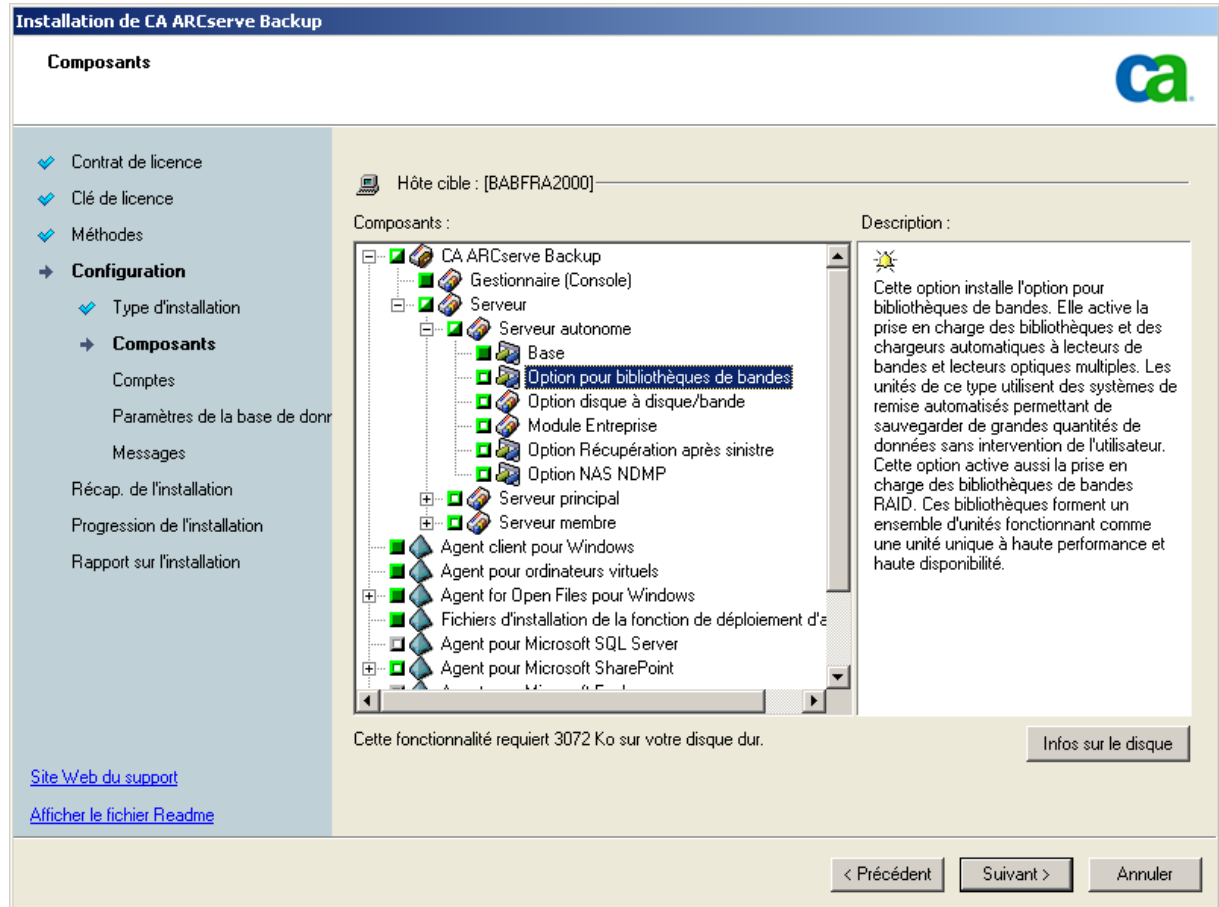 Installation de CA ARCserve Backup
Composants
ca
Contrat de licence
Clé de licence
Méthodes
Configuration
Type d'installation
Composants
Comptes
Paramètres de la base de donr
Messages
Récap. de l'installation
Progression de l'installation
Rapport sur l'installation
Site Web du support
Afficher le fichier Readme
Hôte cible : [BABFRA2000]
Composants :
CA ARCserve Backup
Gestionnaire (Console)
Serveur
Serveur autonome
Base
Option pour bibliothèques de bandes
Option disque à disque/bande
Module Entreprise
Option Récupération après sinistre
Option NAS NDMP
Serveur principal
Serveur membre
Agent client pour Windows
Agent pour ordinateurs virtuels
Agent for Open Files pour Windows
Fichiers d'installation de la fonction de déploiement d'a
Agent pour Microsoft SQL Server
Agent pour Microsoft SharePoint
Description :
Cette option installe l'option pour
bibliothèques de bandes. Elle active la
prise en charge des bibliothèques et des
chargeurs automatiques à lecteurs de
bandes et lecteurs optiques multiples. Les
unités de ce type utilisent des systèmes de
remise automatisés permettant de
sauvegarder de grandes quantités de
données sans intervention de l'utilisateur.
Cette option active aussi la prise en
charge des bibliothèques de bandes
RAID. Ces bibliothèques forment un
ensemble d'unités fonctionnant comme
une unité unique à haute performance et
haute disponibilité.
Cette fonctionnalité requiert 3072 Ko sur votre disque dur.
Infos sur le disque
< Précédent
Suivant >
Annuler